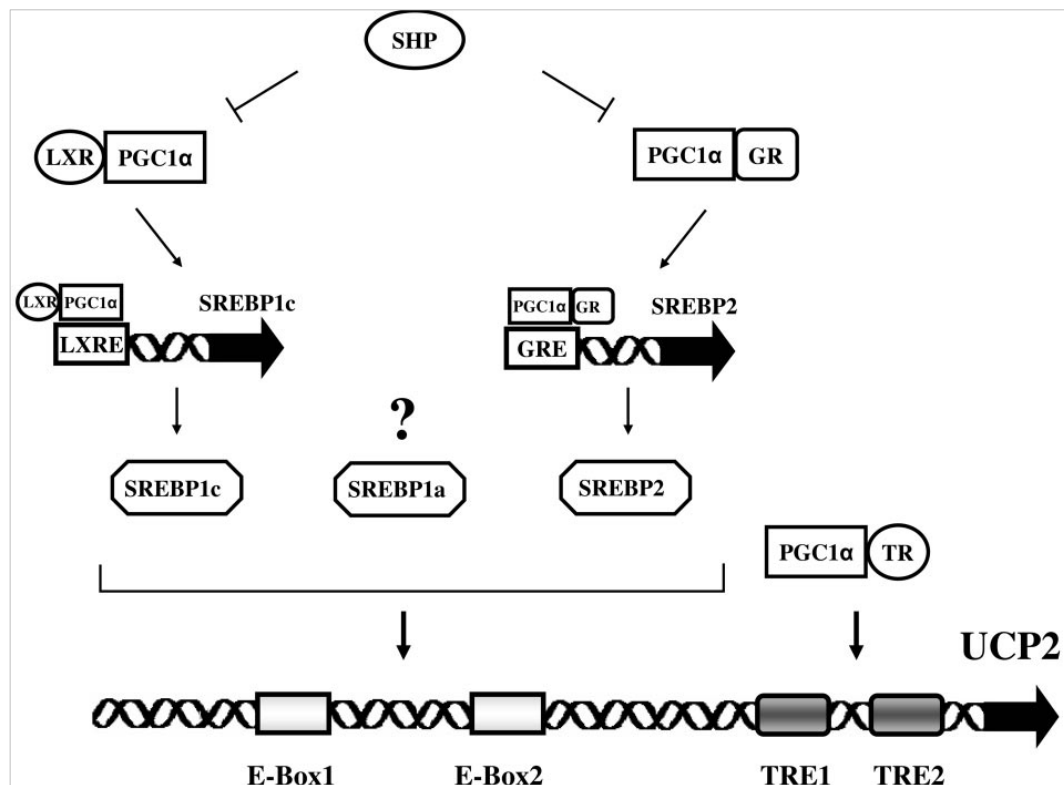 SHP
LXR PGC1α
PGC1α GR
LXR PGC1α
SREBP1c
LXRE
PGC1α GR
SREBP2
GRE
?
SREBP1c
SREBP1a
SREBP2
PGC1α TR
UCP2
E-Box1 E-Box2 TRE1 TRE2